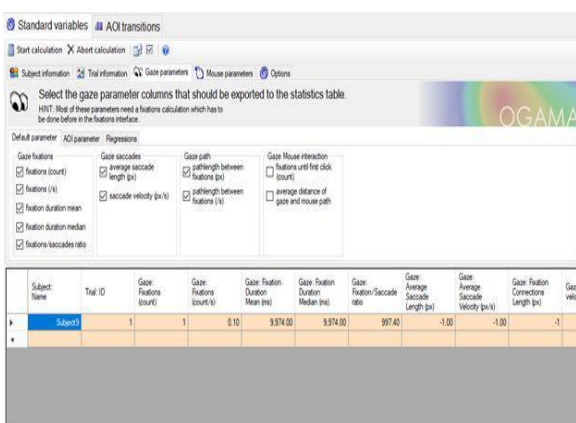 Standard variables AOI transitions
Start calculation Abort calculation
Subject information Trial information Gaze parameters Mouse parameters Options
Select the gaze parameter columns that should be exported to the statistics table.
HINT: Most of these parameters need a fixations calculation which has to
be done before in the fixations interface.
OGAMA
Default parameter AOI parameter Regressions
Gaze fixations
fixations (count)
fixations (/s)
fixation duration mean
fixation duration median
fixations/saccades ratio
Gaze saccades
average saccade
length (px)
saccade velocity (px/s)
Gaze path
pathlength between
fixations (px)
pathlength between
fixations (/s)
Gaze Mouse interaction
fixations until first click
(count)
average distance of
gaze and mouse path
Subject:
Name
Trial: ID
Gaze:
Fixations
(count)
Gaze:
Fixations
(count/s)
Gaze: Fixation
Duration
Mean (ms)
Gaze: Fixation
Duration
Median (ms)
Gaze:
Fixation/Saccade
ratio
Gaze:
Average
Saccade
Length (px)
Gaze:
Average
Saccade
Velocity (px/s)
Gaze: Fixation
Connections
Length (px)
Subject9 1 1 0.10 9,974.00 9,974.00 997.40 -1.00 -1.00 -1